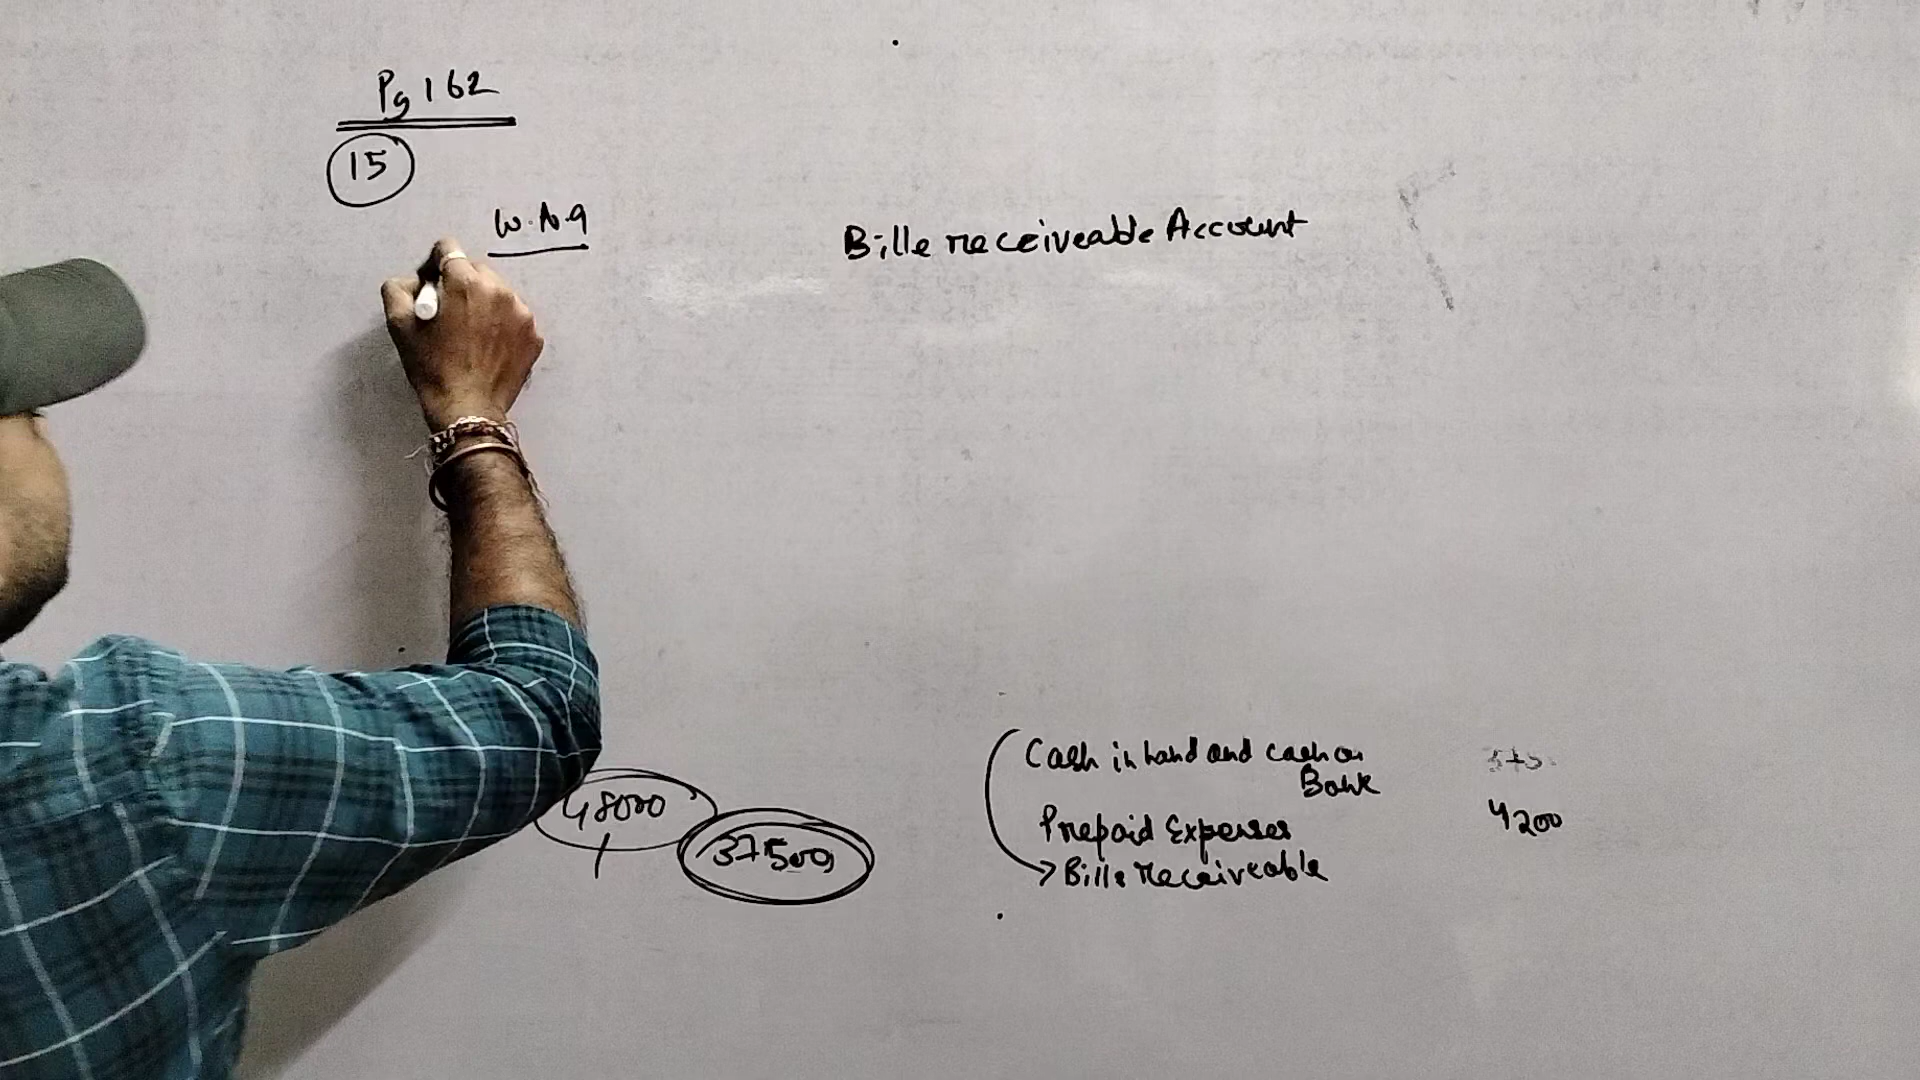 Pg 162
15
W.N.9
Bills receiveable Account
Cash in hand and cash on
Bank
Prepaid Expenses 4200
Bills receiveable
48000
37500